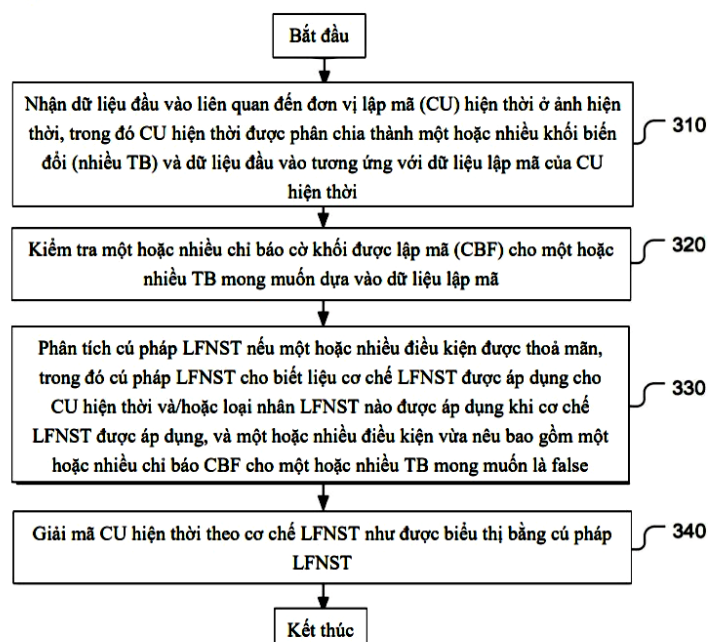 Bắt đầu
Nhận dữ liệu đầu vào liên quan đến đơn vị lập mã (CU) hiện thời ở ảnh hiện
thời, trong đó CU hiện thời được phân chia thành một hoặc nhiều khối biến
đổi (nhiều TB) và dữ liệu đầu vào tương ứng với dữ liệu lập mã của CU
hiện thời
310
Kiểm tra một hoặc nhiều chỉ báo cờ khối được lập mã (CBF) cho một hoặc
nhiều TB mong muốn dựa vào dữ liệu lập mã
320
Phân tích cú pháp LFNST nếu một hoặc nhiều điều kiện được thoả mãn,
trong đó cú pháp LFNST cho biết liệu cơ chế LFNST được áp dụng cho
CU hiện thời và/hoặc loại nhân LFNST nào được áp dụng khi cơ chế
LFNST được áp dụng, và một hoặc nhiều điều kiện vừa nêu bao gồm một
hoặc nhiều chỉ báo CBF cho một hoặc nhiều TB mong muốn là false
330
Giải mã CU hiện thời theo cơ chế LFNST như được biểu thị bằng cú pháp
LFNST
340
Kết thúc